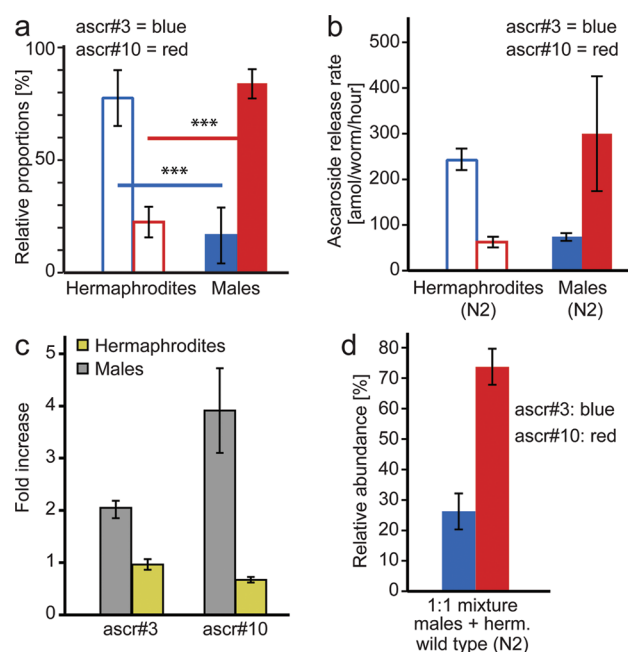 a
ascr#3 = blue
ascr#10 = red
Relative proportions [%]
100
50
0
***
***
Hermaphrodites Males
b
ascr#3 = blue
ascr#10 = red
Ascaroside release rate
[amol/worm/hour]
500
400
300
200
100
0
Hermaphrodites
(N2)
Males
(N2)
c
Hermaphrodites
Males
Fold increase
5
4
3
2
1
0
ascr#3 ascr#10
d
ascr#3: blue
ascr#10: red
Relative abundance [%]
80
70
60
50
40
30
20
10
0
1:1 mixture
males + herm.
wild type (N2)